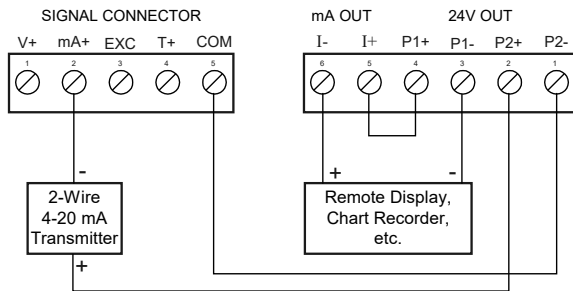 SIGNAL CONNECTOR
mA OUT 24V OUT
V+ mA+ EXC T+ COM
I- I+ P1+ P1- P2+ P2-
1 2 3 4 5
6 5 4 3 2 1
- + -
2-Wire
4-20 mA
Transmitter
Remote Display,
Chart Recorder,
etc.
+